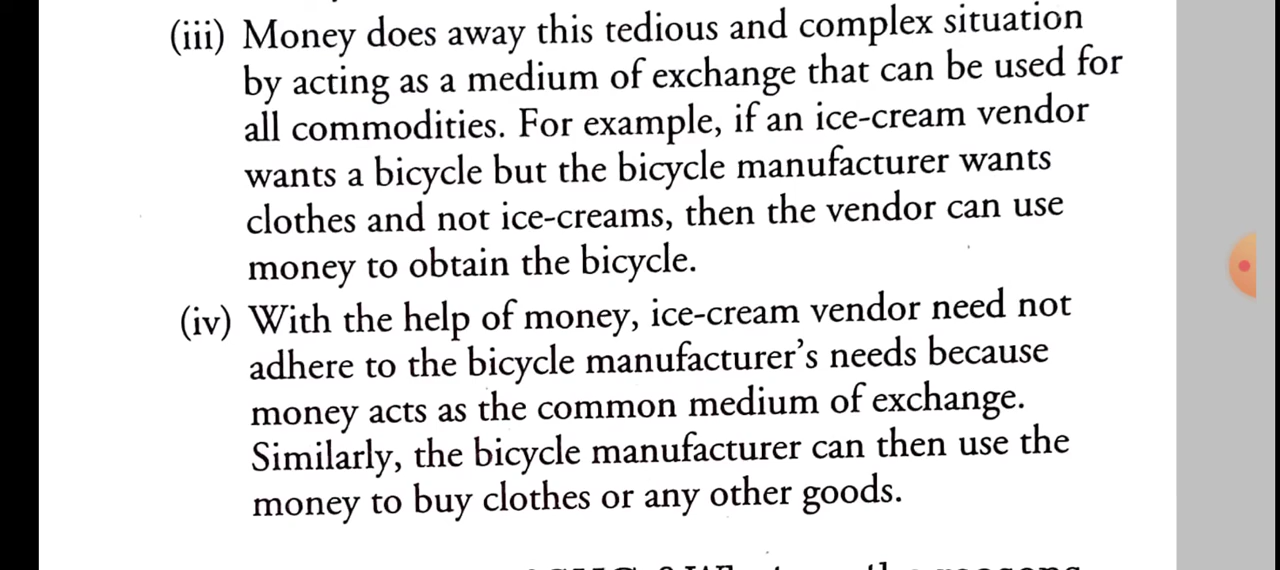 (iii) Money does away this tedious and complex situation
by acting as a medium of exchange that can be used for
all commodities. For example, if an ice-cream vendor
wants a bicycle but the bicycle manufacturer wants
clothes and not ice-creams, then the vendor can use
money to obtain the bicycle.
(iv) With the help of money, ice-cream vendor need not
adhere to the bicycle manufacturer's needs because
money acts as the common medium of exchange.
Similarly, the bicycle manufacturer can then use the
money to buy clothes or any other goods.